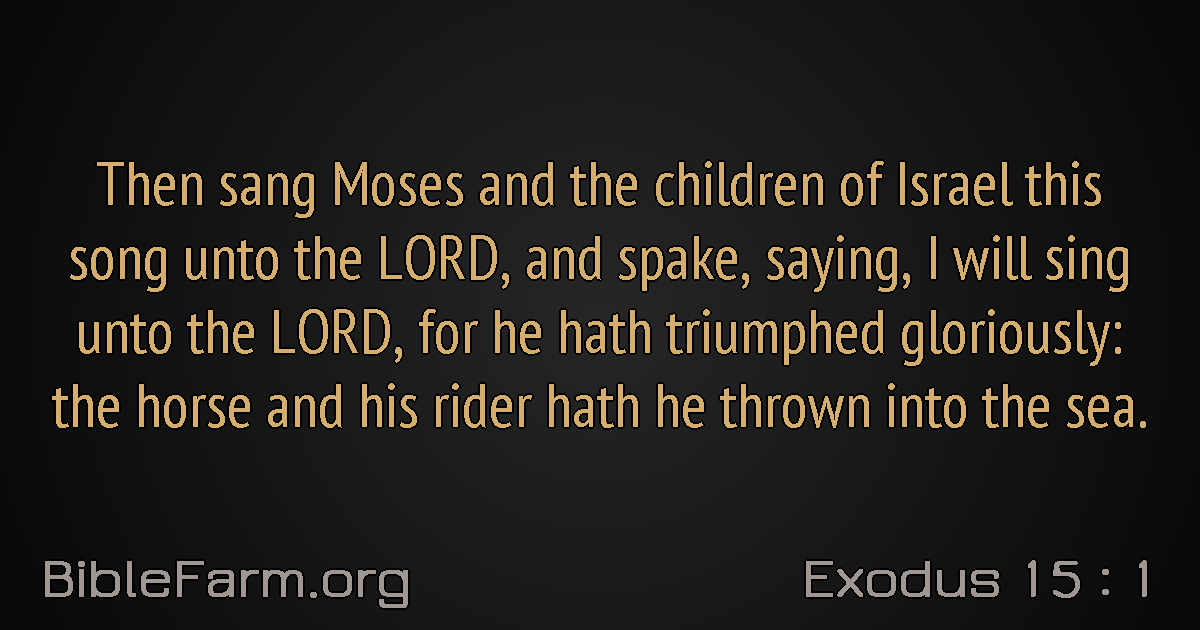 Then sang Moses and the children of Israel this
song unto the LORD, and spake, saying, I will sing
unto the LORD, for he hath triumphed gloriously:
the horse and his rider hath he thrown into the sea.
BibleFarm.org
Exodus 15 : 1